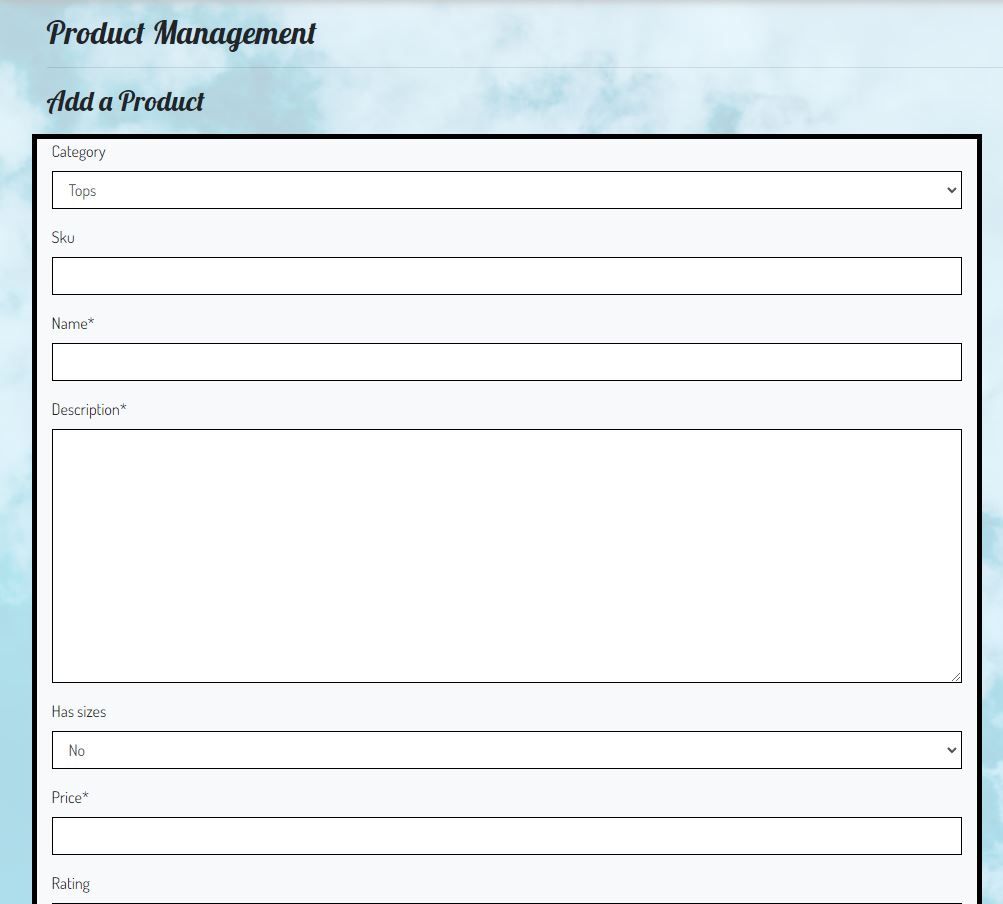 Product Management
Add a Product
Category
Tops
Sku
Name*
Description*
Has sizes
No
Price*
Rating